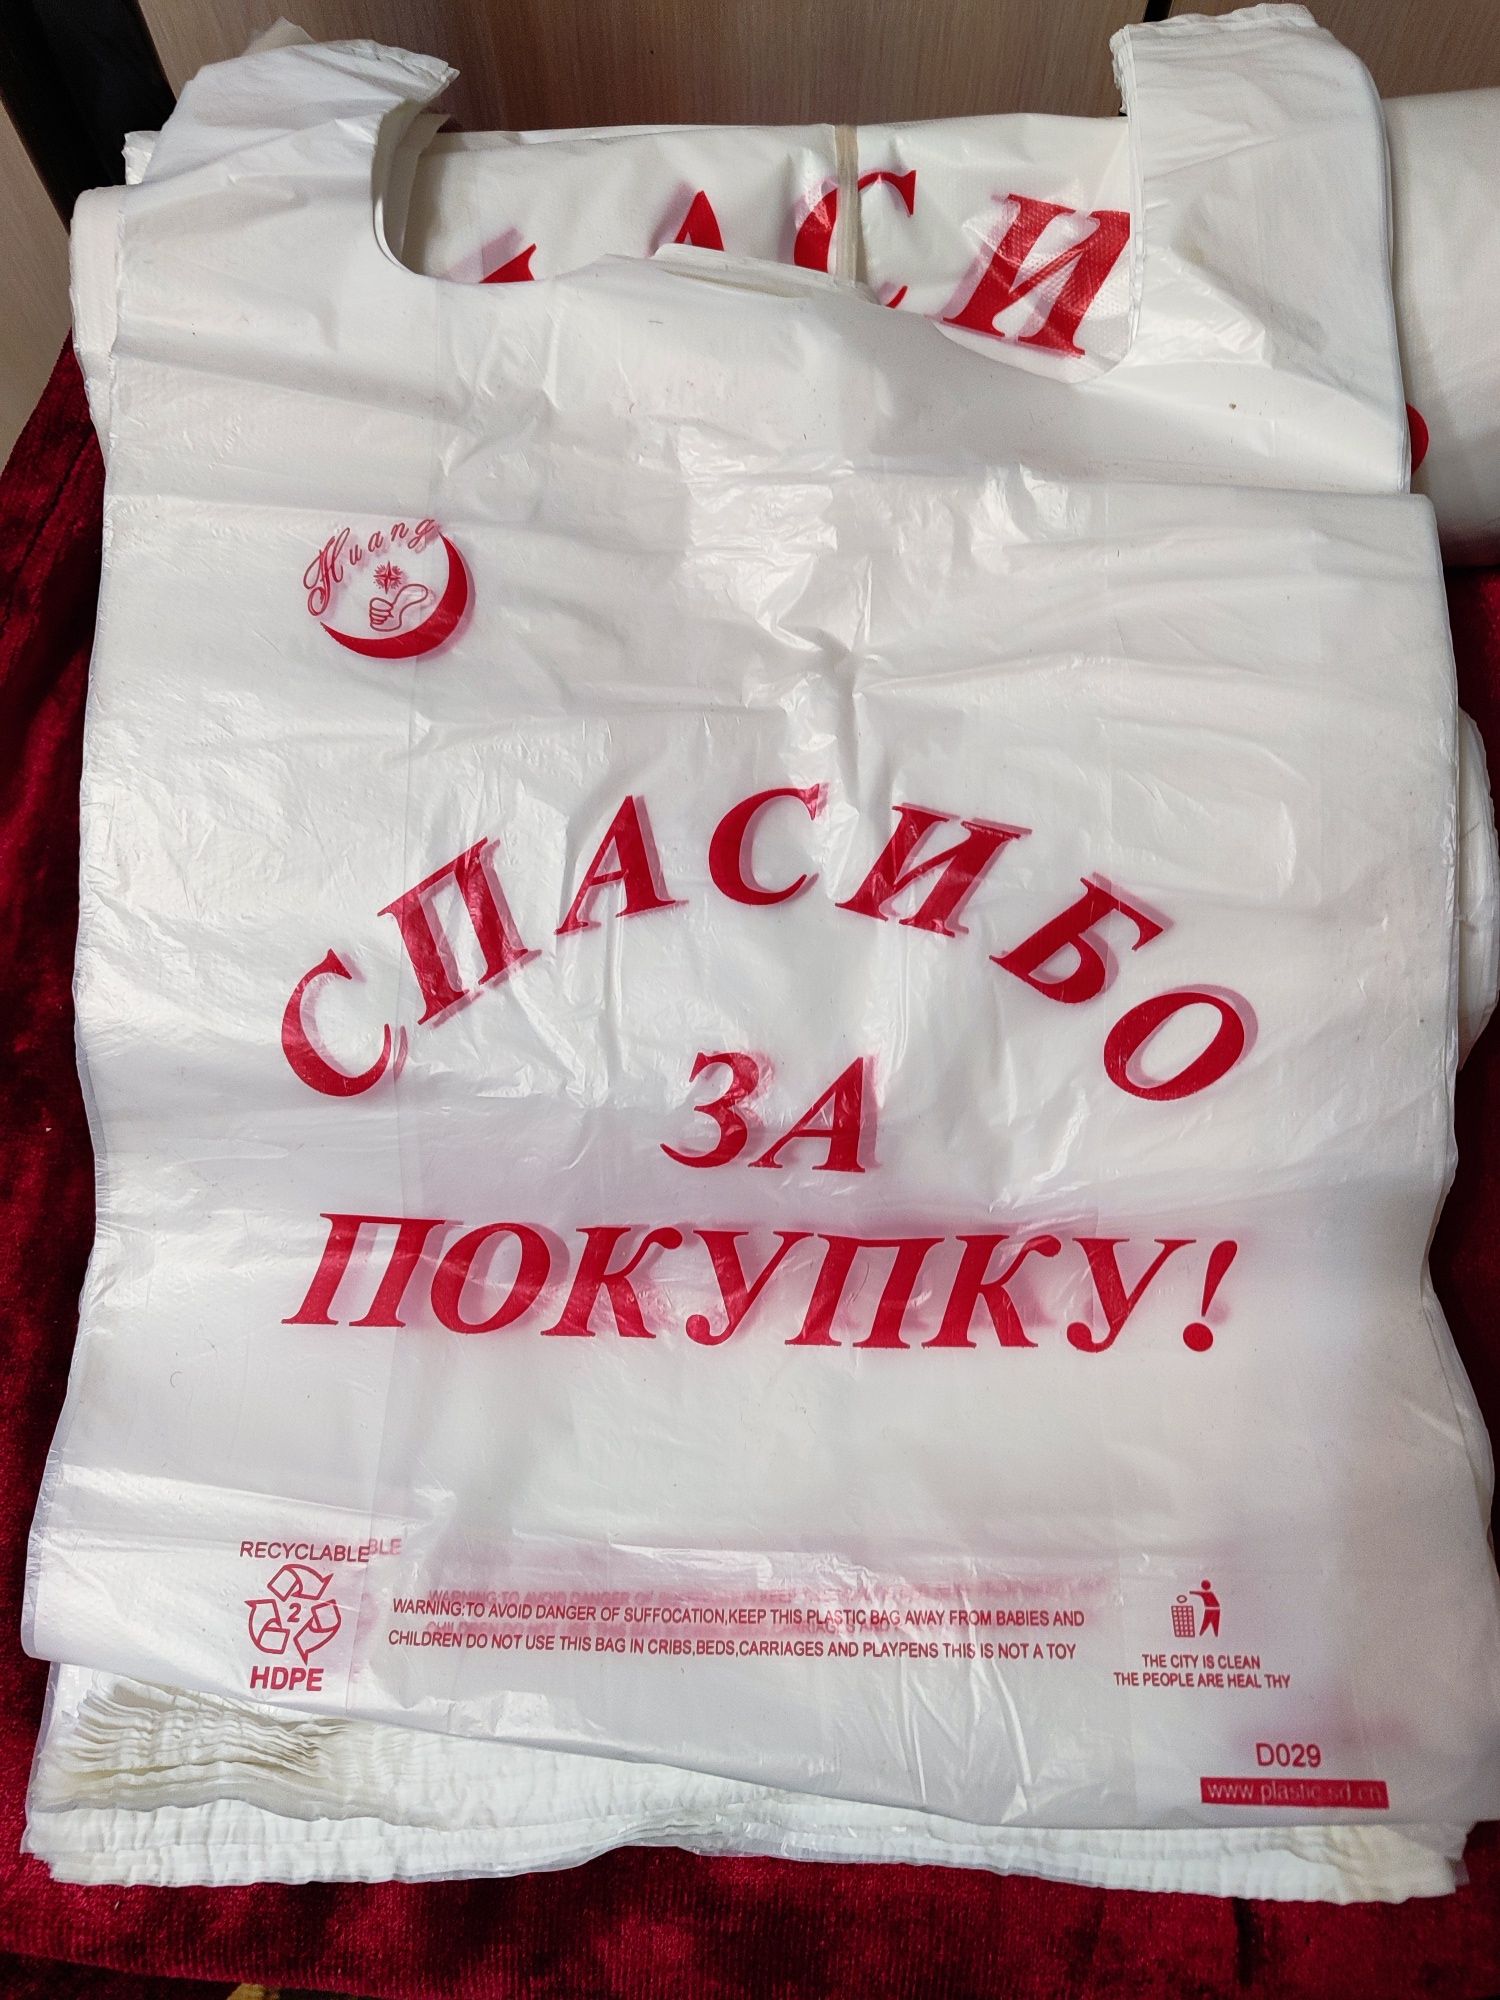 АСИ
Huang
СПАСИБО
ЗА
ПОКУПКУ!
RECYCLABLE
2
HDPE
WARNING:TO AVOID DANGER OF SUFFOCATION,KEEP THIS PLASTIC BAG AWAY FROM BABIES AND
CHILDREN DO NOT USE THIS BAG IN CRIBS,BEDS,CARRIAGES AND PLAYPENS THIS IS NOT A TOY
THE CITY IS CLEAN
THE PEOPLE ARE HEAL THY
D029
www.plastic.sd.cn